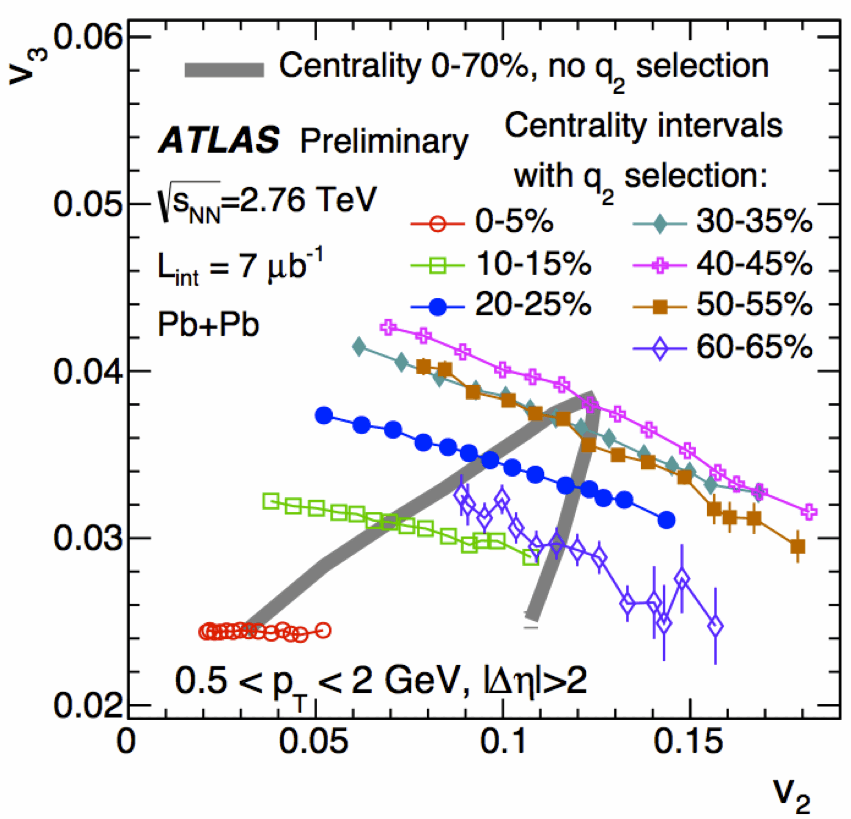 v3
0.06
0.05
0.04
0.03
0.02
Centrality 0-70%, no q2 selection
ATLAS Preliminary
√sNN=2.76 TeV
Lint = 7 μb-1
Pb+Pb
Centrality intervals
with q2 selection:
0-5%
10-15%
20-25%
30-35%
40-45%
50-55%
60-65%
0.5 < pT < 2 GeV, |Δη|>2
0 0.05 0.1 0.15
v2